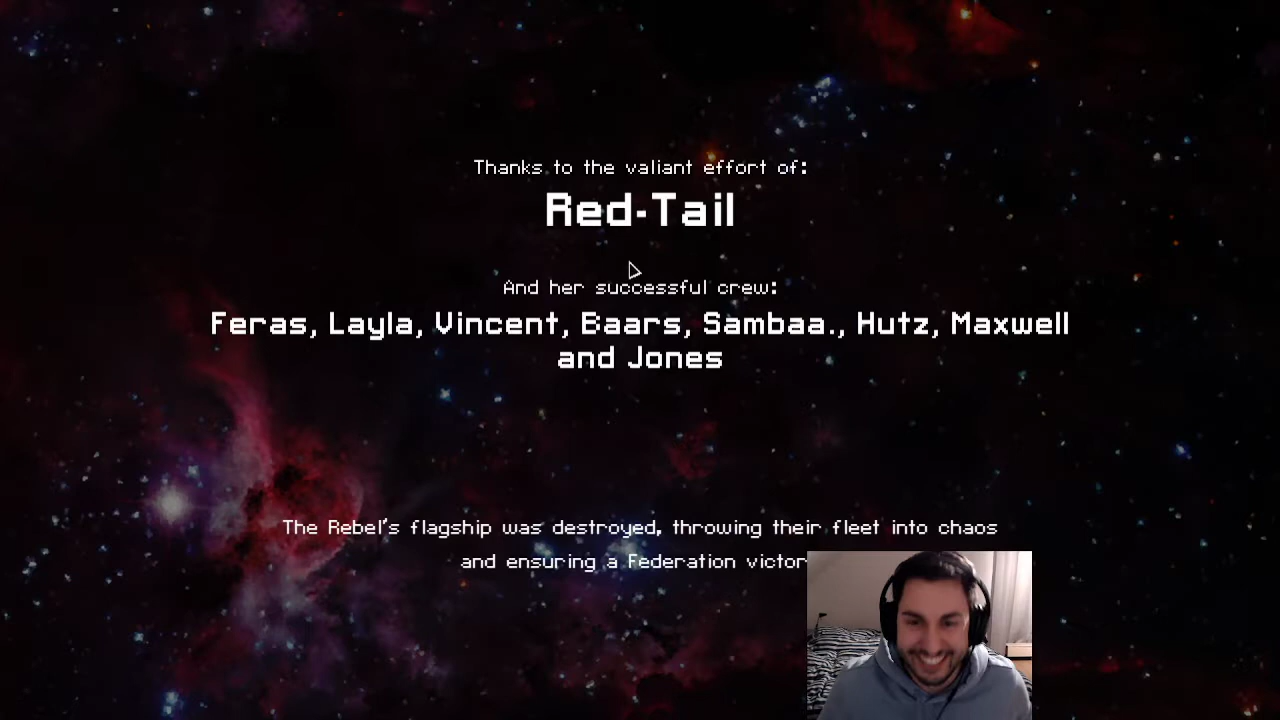 Thanks to the valiant effort of:
Red-Tail
And her successful crew:
Feras, Layla, Vincent, Baars, Sambaa., Hutz, Maxwell
and Jones
The Rebel's flagship was destroyed, throwing their fleet into chaos
and ensuring a Federation victor